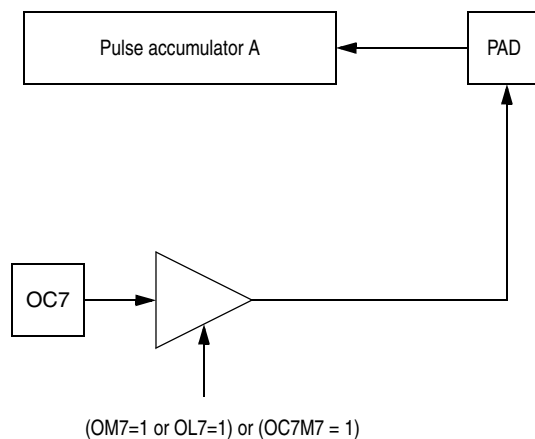 Pulse accumulator A
PAD
OC7
(OM7=1 or OL7=1) or (OC7M7 = 1)